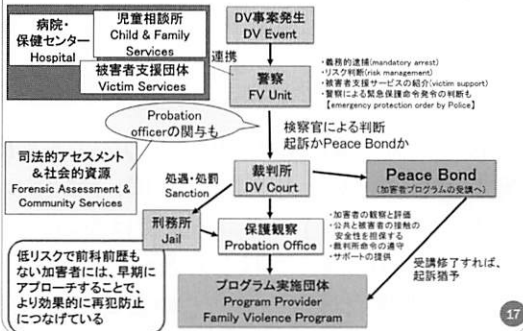 病院・
保健センター
Hospital
児童相談所
Child & Family
Services
被害者支援団体
Victim Services
連携
DV事案発生
DV Event
警察
FV Unit
・義務的逮捕(mandatory arrest)
・リスク判断(risk management)
・被害者支援サービスの紹介(victim support)
・警察による緊急保護命令発令の判断も
【emergency protection order by Police】
Probation
officerの関与も
検察官による判断
起訴かPeace Bondか
司法的アセスメント
&社会的資源
Forensic Assessment &
Community Services
処遇・処罰
Sanction
裁判所
DV Court
Peace Bond
(加害者プログラムの受講へ)
刑務所
Jail
保護観察
Probation Office
・加害者の観察と評価
・公共と被害者の接触の
安全性を担保する
・裁判所命令の遵守
・サポートの提供
受講修了すれば、
起訴猶予
低リスクで前科前歴も
ない加害者には、早期に
アプローチすることで、
より効果的に再犯防止
につなげている
プログラム実施団体
Program Provider
Family Violence Program
17